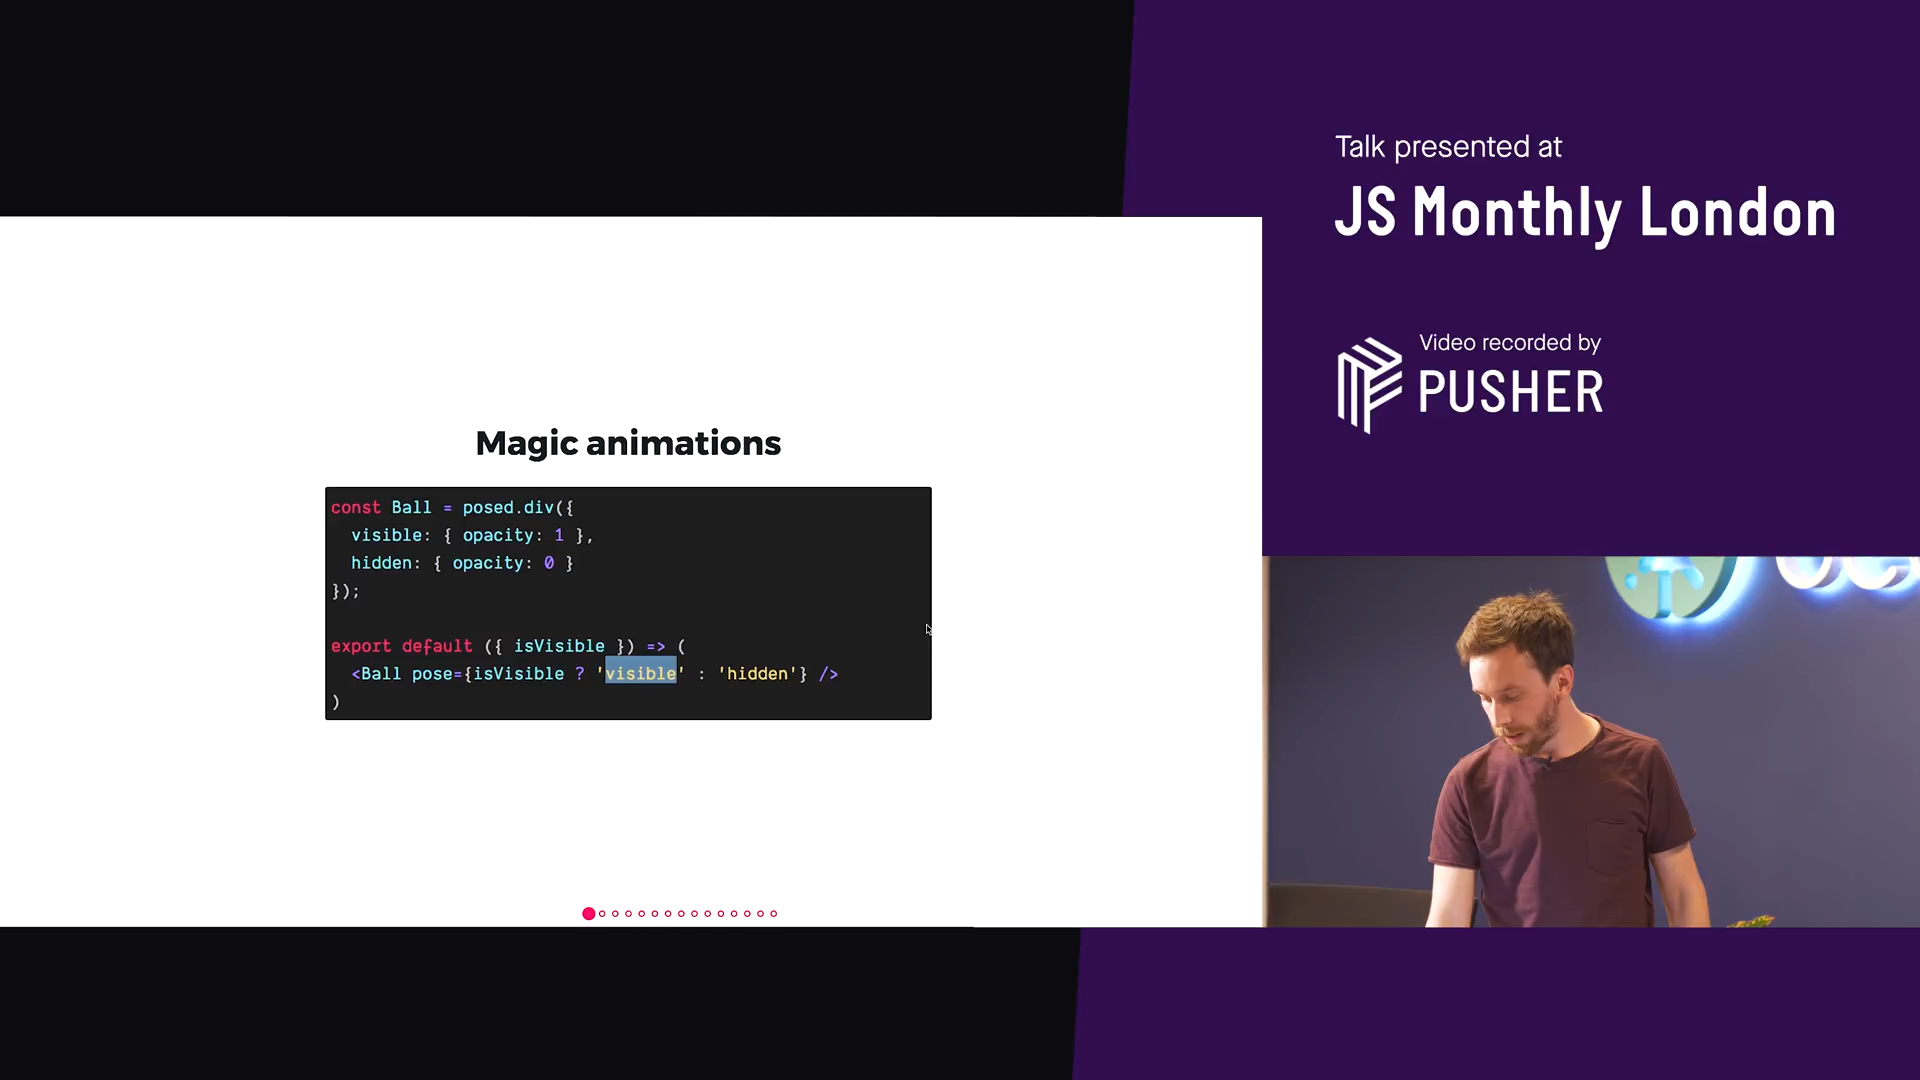 Talk presented at
JS Monthly London
Video recorded by
PUSHER
Magic animations
const Ball = posed.div({
  visible: { opacity: 1 },
  hidden: { opacity: 0 }
});

export default ({ isVisible }) => (
  <Ball pose={isVisible ? 'visible' : 'hidden'} />
)